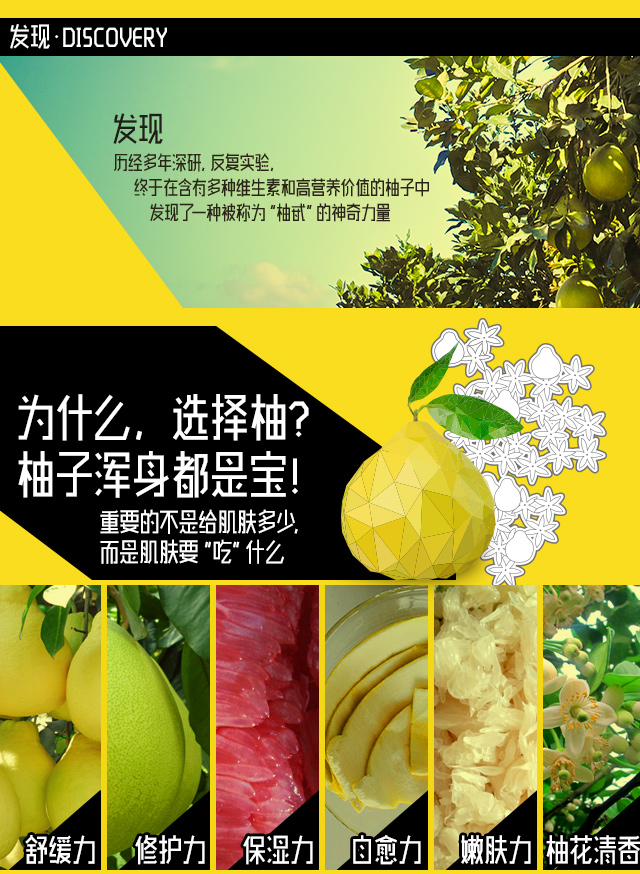 发现·DISCOVERY
发现
历经多年深研, 反复实验,
终于在含有多种维生素和高营养价值的柚子中
发现了一种被称为 "柚甙" 的神奇力量
为什么，选择柚?
柚子浑身都是宝!
重要的不是给肌肤多少,
而是肌肤要 "吃" 什么
舒缓力
修护力
保湿力
自愈力
嫩肤力
柚花清香